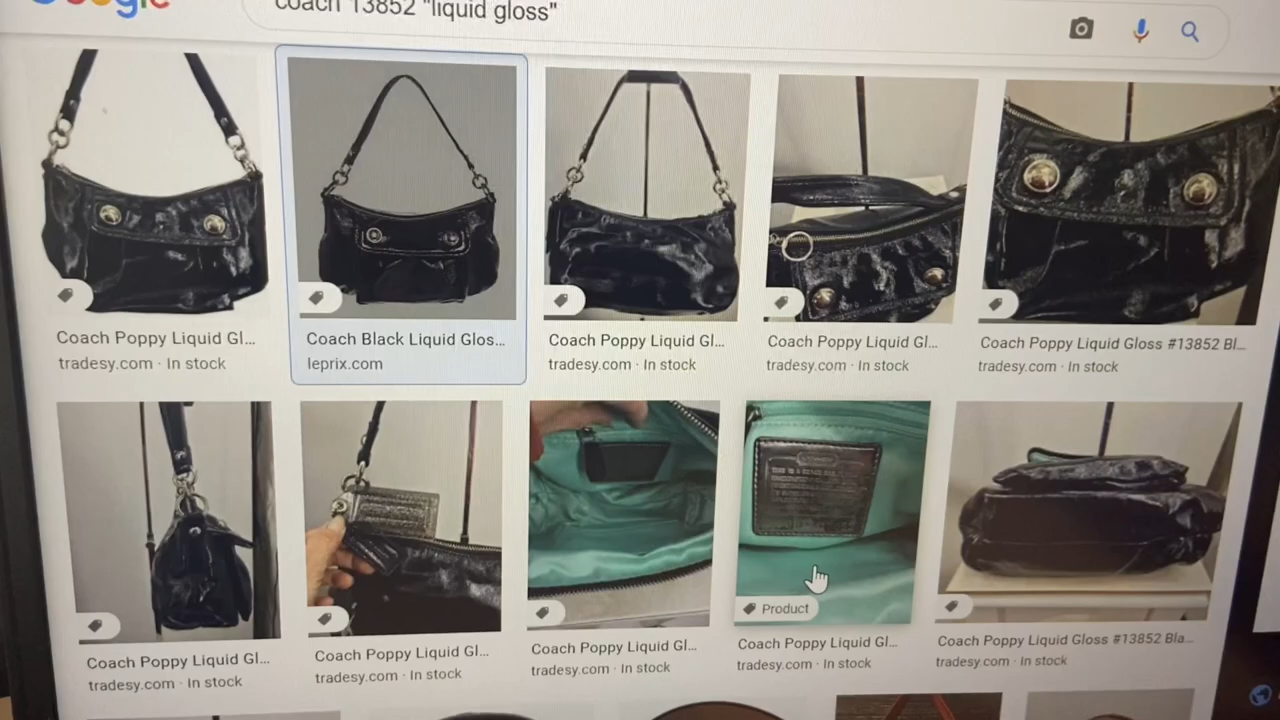 Google
coach 13852 "liquid gloss"
Coach Poppy Liquid Gl...
tradesy.com · In stock
Coach Black Liquid Glos...
leprix.com
Coach Poppy Liquid Gl...
tradesy.com · In stock
Coach Poppy Liquid Gl...
tradesy.com · In stock
Coach Poppy Liquid Gloss #13852 Bl...
tradesy.com · In stock
Product
Coach Poppy Liquid Gl...
tradesy.com · In stock
Coach Poppy Liquid Gl...
tradesy.com · In stock
Coach Poppy Liquid Gl...
tradesy.com · In stock
Coach Poppy Liquid Gl...
tradesy.com · In stock
Coach Poppy Liquid Gloss #13852 Bla...
tradesy.com · In stock